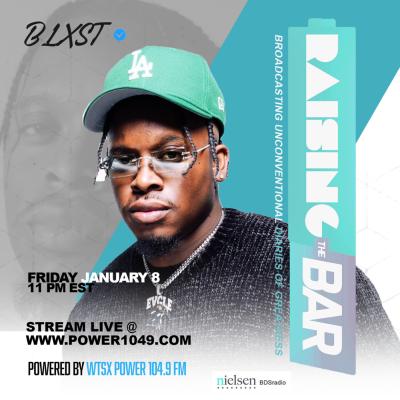 BLXST
LA
RAISING
THE
BAR
BROADCASTING UNCONVENTIONAL DIARIES OF GREATNESS
FRIDAY JANUARY 8
11 PM EST
STREAM LIVE @
WWW.POWER1049.COM
POWERED BY WTSX POWER 104.9 FM
nielsen
BDSradio